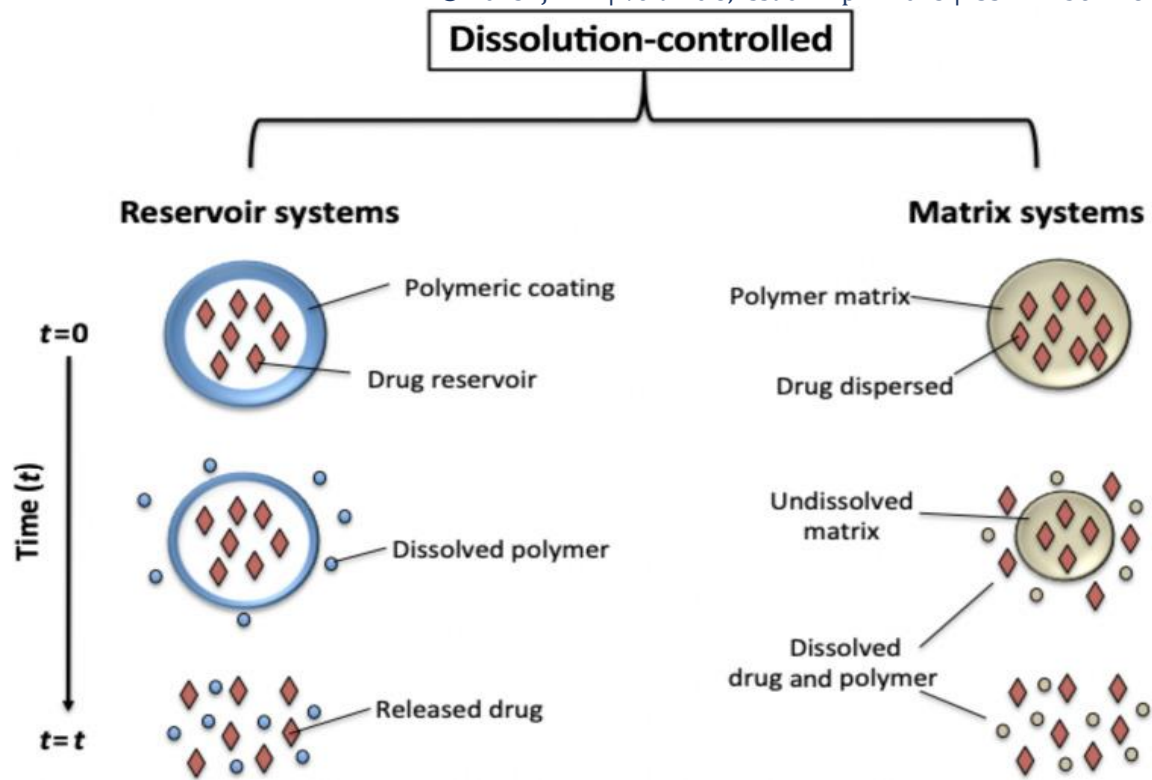 Dissolution-controlled
Reservoir systems
Matrix systems
Polymeric coating
Polymer matrix
t=0
Drug reservoir
Drug dispersed
Time (t)
Undissolved
matrix
Dissolved polymer
Dissolved
drug and polymer
Released drug
t= t